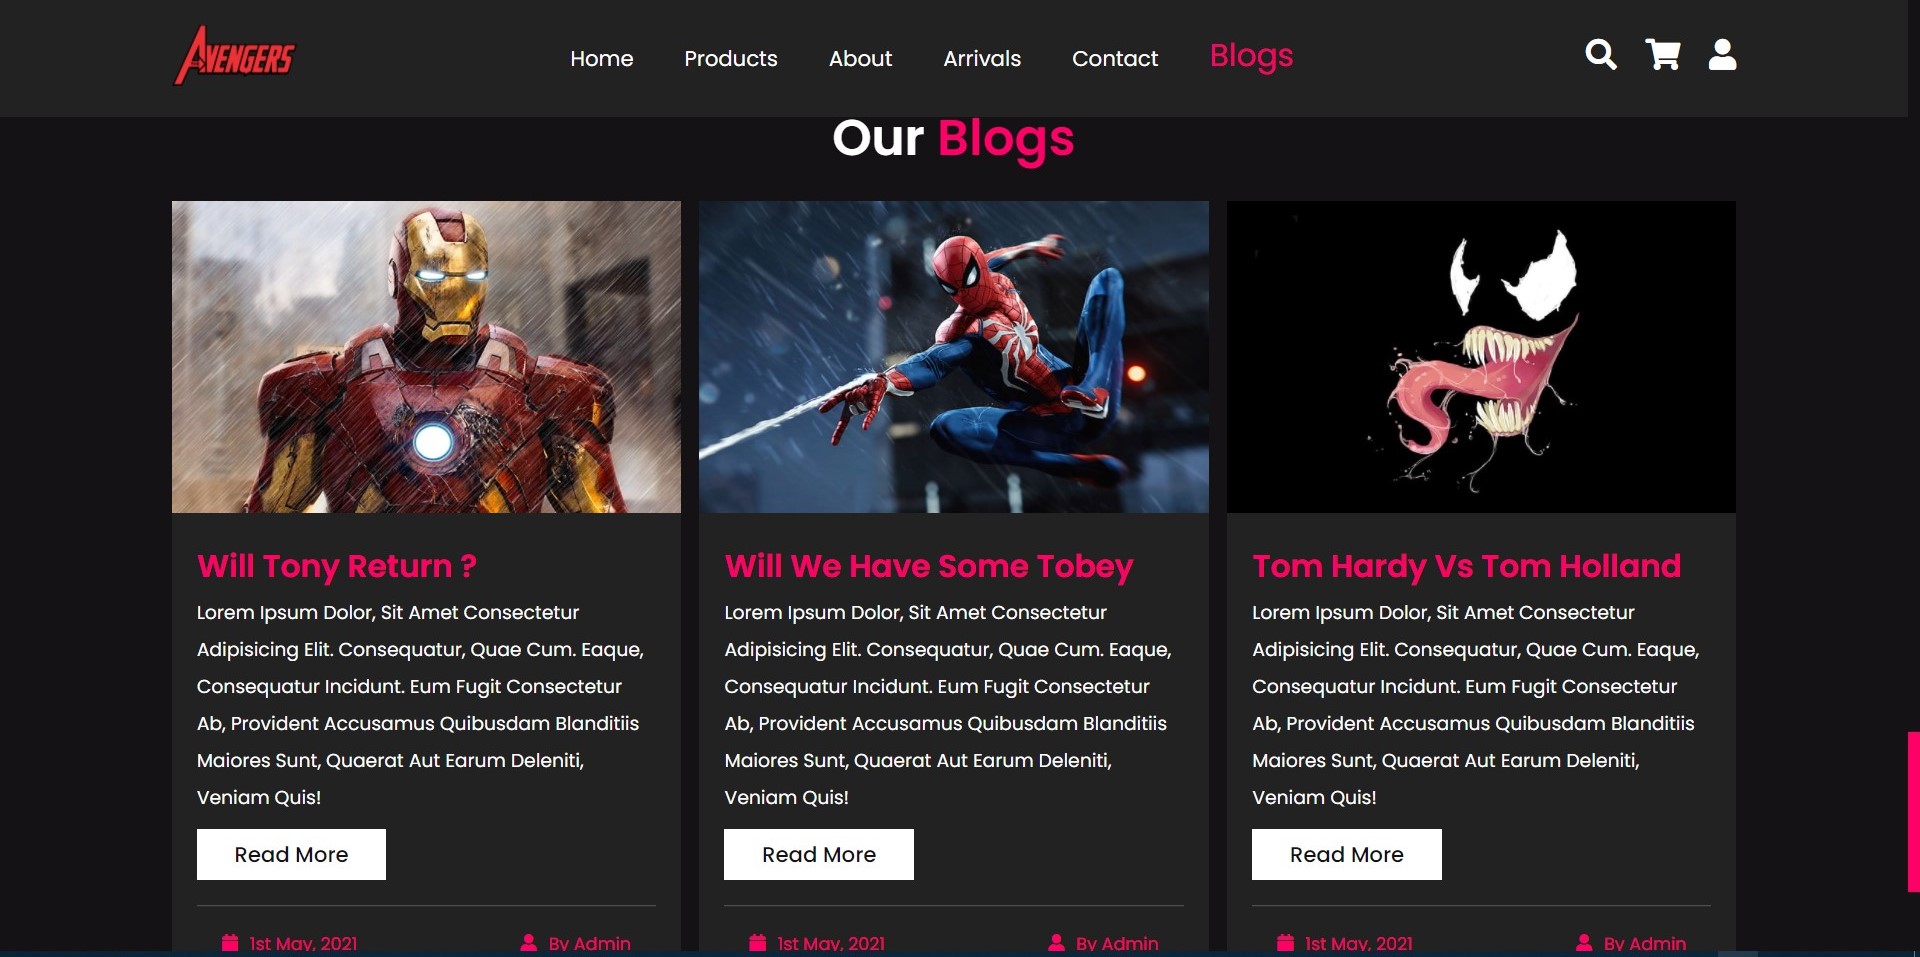 AVENGERS
Home Products About Arrivals Contact Blogs
Our Blogs
Will Tony Return ?
Lorem Ipsum Dolor, Sit Amet Consectetur
Adipisicing Elit. Consequatur, Quae Cum. Eaque,
Consequatur Incidunt. Eum Fugit Consectetur
Ab, Provident Accusamus Quibusdam Blanditiis
Maiores Sunt, Quaerat Aut Earum Deleniti,
Veniam Quis!
Read More
1st May, 2021 By Admin
Will We Have Some Tobey
Lorem Ipsum Dolor, Sit Amet Consectetur
Adipisicing Elit. Consequatur, Quae Cum. Eaque,
Consequatur Incidunt. Eum Fugit Consectetur
Ab, Provident Accusamus Quibusdam Blanditiis
Maiores Sunt, Quaerat Aut Earum Deleniti,
Veniam Quis!
Read More
1st May, 2021 By Admin
Tom Hardy Vs Tom Holland
Lorem Ipsum Dolor, Sit Amet Consectetur
Adipisicing Elit. Consequatur, Quae Cum. Eaque,
Consequatur Incidunt. Eum Fugit Consectetur
Ab, Provident Accusamus Quibusdam Blanditiis
Maiores Sunt, Quaerat Aut Earum Deleniti,
Veniam Quis!
Read More
1st May, 2021 By Admin